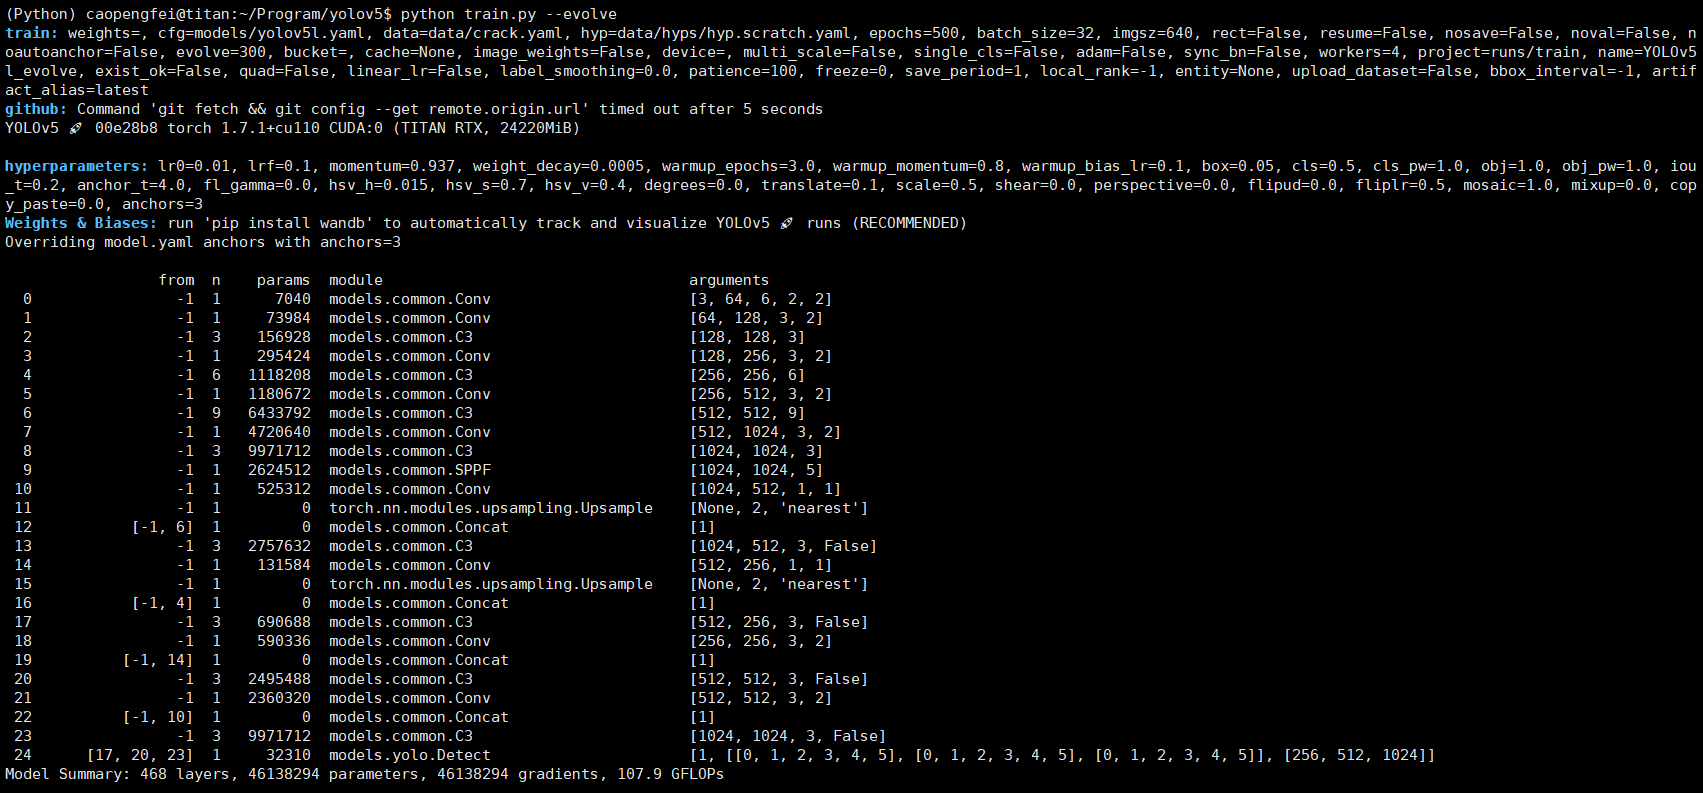 (Python) caopengfei@titan:~/Program/yolov5$ python train.py --evolve
train: weights=, cfg=models/yolov5l.yaml, data=data/crack.yaml, hyp=data/hyps/hyp.scratch.yaml, epochs=500, batch_size=32, imgsz=640, rect=False, resume=False, nosave=False, noval=False, n
oautoanchor=False, evolve=300, bucket=, cache=None, image_weights=False, device=, multi_scale=False, single_cls=False, adam=False, sync_bn=False, workers=4, project=runs/train, name=YOLOv5
l_evolve, exist_ok=False, quad=False, linear_lr=False, label_smoothing=0.0, patience=100, freeze=0, save_period=1, local_rank=-1, entity=None, upload_dataset=False, bbox_interval=-1, artif
act_alias=latest
github: Command 'git fetch && git config --get remote.origin.url' timed out after 5 seconds
YOLOv5 🚀 00e28b8 torch 1.7.1+cu110 CUDA:0 (TITAN RTX, 24220MiB)
hyperparameters: lr0=0.01, lrf=0.1, momentum=0.937, weight_decay=0.0005, warmup_epochs=3.0, warmup_momentum=0.8, warmup_bias_lr=0.1, box=0.05, cls=0.5, cls_pw=1.0, obj=1.0, obj_pw=1.0, iou
_t=0.2, anchor_t=4.0, fl_gamma=0.0, hsv_h=0.015, hsv_s=0.7, hsv_v=0.4, degrees=0.0, translate=0.1, scale=0.5, shear=0.0, perspective=0.0, flipud=0.0, fliplr=0.5, mosaic=1.0, mixup=0.0, cop
y_paste=0.0, anchors=3
Weights & Biases: run 'pip install wandb' to automatically track and visualize YOLOv5 🚀 runs (RECOMMENDED)
Overriding model.yaml anchors with anchors=3
from n params module arguments
0 -1 1 7040 models.common.Conv [3, 64, 6, 2, 2]
1 -1 1 73984 models.common.Conv [64, 128, 3, 2]
2 -1 3 156928 models.common.C3 [128, 128, 3]
3 -1 1 295424 models.common.Conv [128, 256, 3, 2]
4 -1 6 1118208 models.common.C3 [256, 256, 6]
5 -1 1 1180672 models.common.Conv [256, 512, 3, 2]
6 -1 9 6433792 models.common.C3 [512, 512, 9]
7 -1 1 4720640 models.common.Conv [512, 1024, 3, 2]
8 -1 3 9971712 models.common.C3 [1024, 1024, 3]
9 -1 1 2624512 models.common.SPPF [1024, 1024, 5]
10 -1 1 525312 models.common.Conv [1024, 512, 1, 1]
11 -1 1 0 torch.nn.modules.upsampling.Upsample [None, 2, 'nearest']
12 [-1, 6] 1 0 models.common.Concat [1]
13 -1 3 2757632 models.common.C3 [1024, 512, 3, False]
14 -1 1 131584 models.common.Conv [512, 256, 1, 1]
15 -1 1 0 torch.nn.modules.upsampling.Upsample [None, 2, 'nearest']
16 [-1, 4] 1 0 models.common.Concat [1]
17 -1 3 690688 models.common.C3 [512, 256, 3, False]
18 -1 1 590336 models.common.Conv [256, 256, 3, 2]
19 [-1, 14] 1 0 models.common.Concat [1]
20 -1 3 2495488 models.common.C3 [512, 512, 3, False]
21 -1 1 2360320 models.common.Conv [512, 512, 3, 2]
22 [-1, 10] 1 0 models.common.Concat [1]
23 -1 3 9971712 models.common.C3 [1024, 1024, 3, False]
24 [17, 20, 23] 1 32310 models.yolo.Detect [1, [[0, 1, 2, 3, 4, 5], [0, 1, 2, 3, 4, 5], [0, 1, 2, 3, 4, 5]], [256, 512, 1024]]
Model Summary: 468 layers, 46138294 parameters, 46138294 gradients, 107.9 GFLOPs